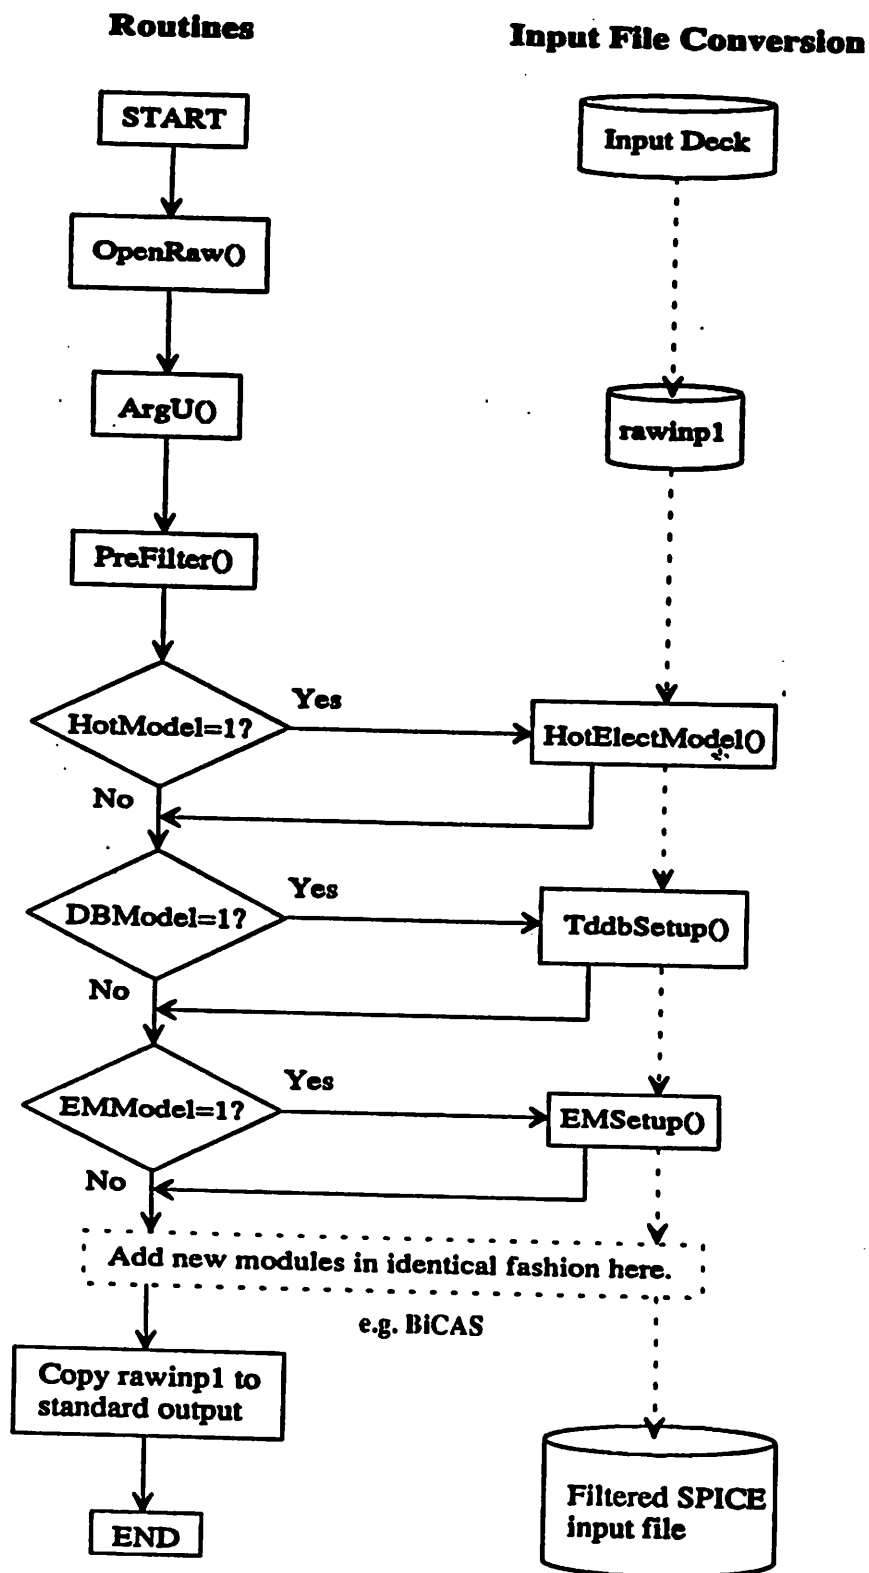 Routines
Input File Conversion
START
Input Deck
OpenRaw()
ArgU()
rawinp1
PreFilter()
HotModel=1?
Yes
HotElectModel()
No
DBModel=1?
Yes
TddbSetup()
No
EMModel=1?
Yes
EMSetup()
No
Add new modules in identical fashion here.
e.g. BiCAS
Copy rawinp1 to
standard output
Filtered SPICE
input file
END